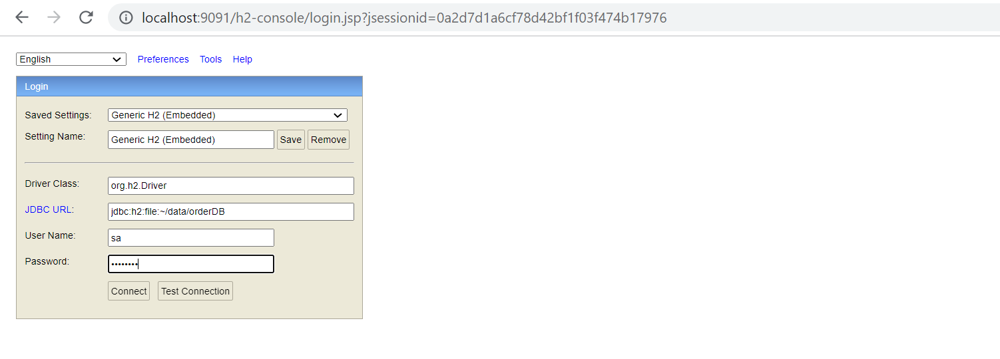 localhost:9091/h2-console/login.jsp?jsessionid=0a2d7d1a6cf78d42bf1f03f474b17976
English Preferences Tools Help
Login
Saved Settings: Generic H2 (Embedded)
Setting Name: Generic H2 (Embedded) Save Remove
Driver Class: org.h2.Driver
JDBC URL: jdbc:h2:file:~/data/orderDB
User Name: sa
Password: ••••••••
Connect Test Connection